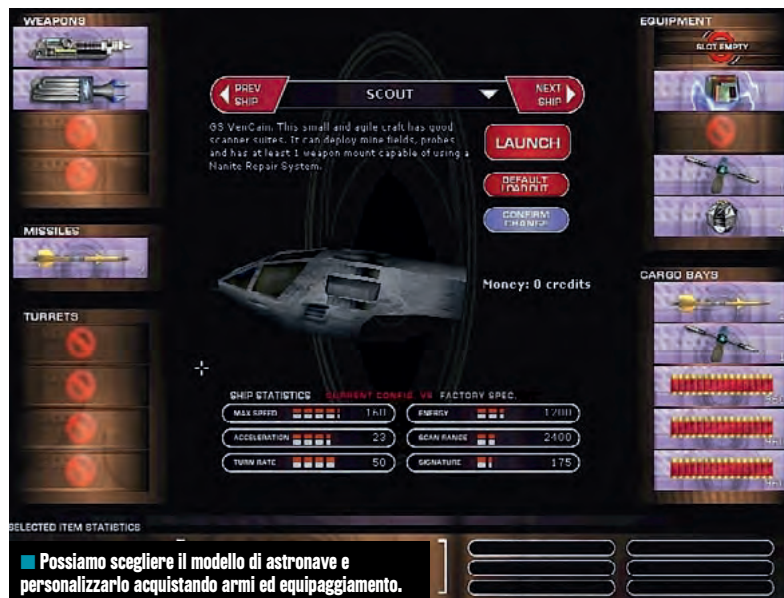 WEAPONS
EQUIPMENT
SLOT EMPTY
PREV SHIP
SCOUT
NEXT SHIP
GS VenCain. This small and agile craft has good
scanner suites. It can deploy mine fields, probes
and has at least 1 weapon mount capable of using a
Nanite Repair System.
LAUNCH
DEFAULT LOADOUT
CONFIRM CHANGE
MISSILES
Money: 0 credits
CARGO BAYS
TURRETS
SHIP STATISTICS CURRENT CONFIG. VS FACTORY SPEC.
MAX SPEED 160
ENERGY 1200
ACCELERATION 23
SCAN RANGE 2400
TURN RATE 50
SIGNATURE 175
SELECTED ITEM STATISTICS
Possiamo scegliere il modello di astronave e
personalizzarlo acquistando armi ed equipaggiamento.